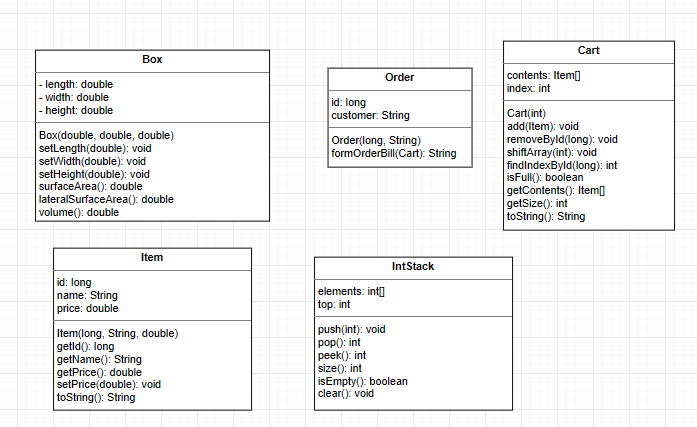 Box
- length: double
- width: double
- height: double
Box(double, double, double)
setLength(double): void
setWidth(double): void
setHeight(double): void
surfaceArea(): double
lateralSurfaceArea(): double
volume(): double
Order
id: long
customer: String
Order(long, String)
formOrderBill(Cart): String
Cart
contents: Item[]
index: int
Cart(int)
add(Item): void
removeById(long): void
shiftArray(int): void
findIndexById(long): int
isFull(): boolean
getContents(): Item[]
getSize(): int
toString(): String
Item
id: long
name: String
price: double
Item(long, String, double)
getId(): long
getName(): String
getPrice(): double
setPrice(double): void
toString(): String
IntStack
elements: int[]
top: int
push(int): void
pop(): int
peek(): int
size(): int
isEmpty(): boolean
clear(): void